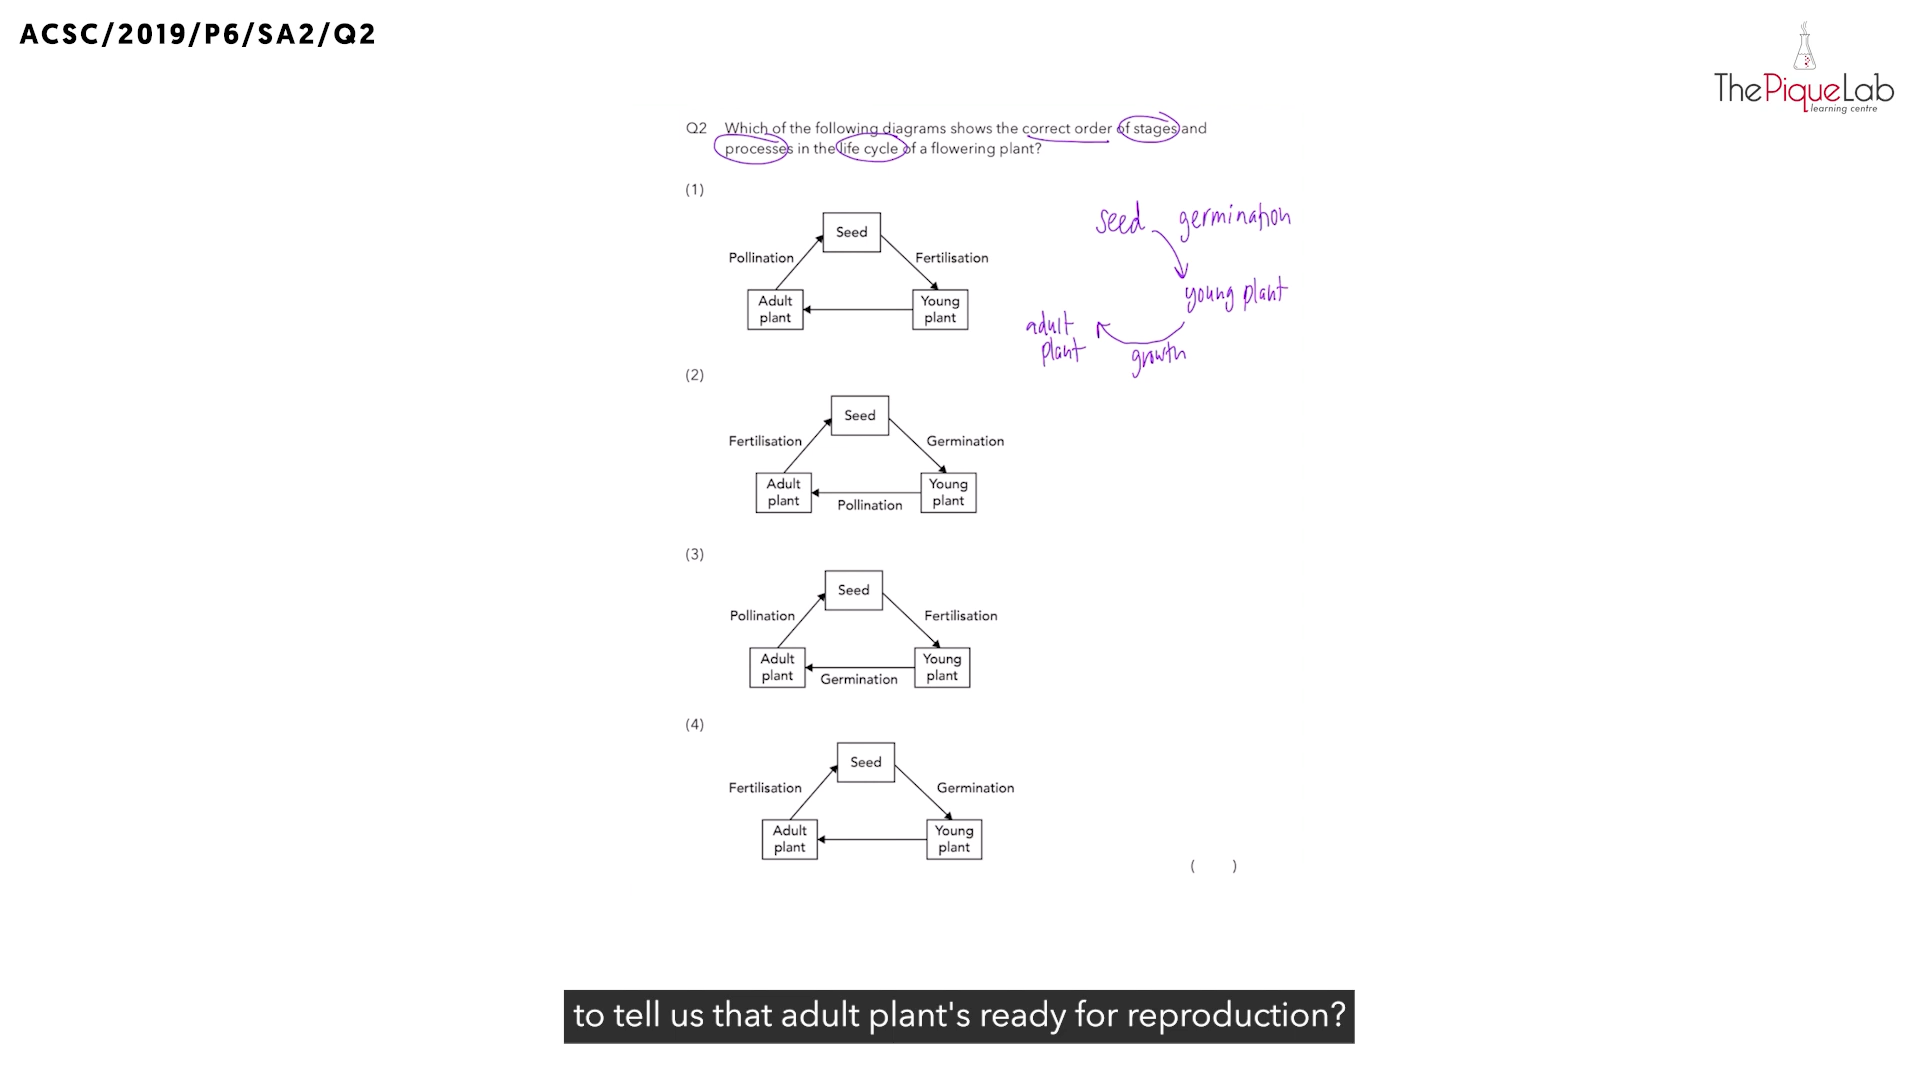 ACSC/2019/P6/SA2/Q2
ThePiqueLab
learning centre
Q2 Which of the following diagrams shows the correct order of stages and
processes in the life cycle of a flowering plant?
(1)
Seed
Pollination
Fertilisation
Adult
plant
Young
plant
seed germination
young plant
adult
plant
growth
(2)
Seed
Fertilisation
Germination
Adult
plant
Young
plant
Pollination
(3)
Seed
Pollination
Fertilisation
Adult
plant
Young
plant
Germination
(4)
Seed
Fertilisation
Germination
Adult
plant
Young
plant
( )
to tell us that adult plant's ready for reproduction?